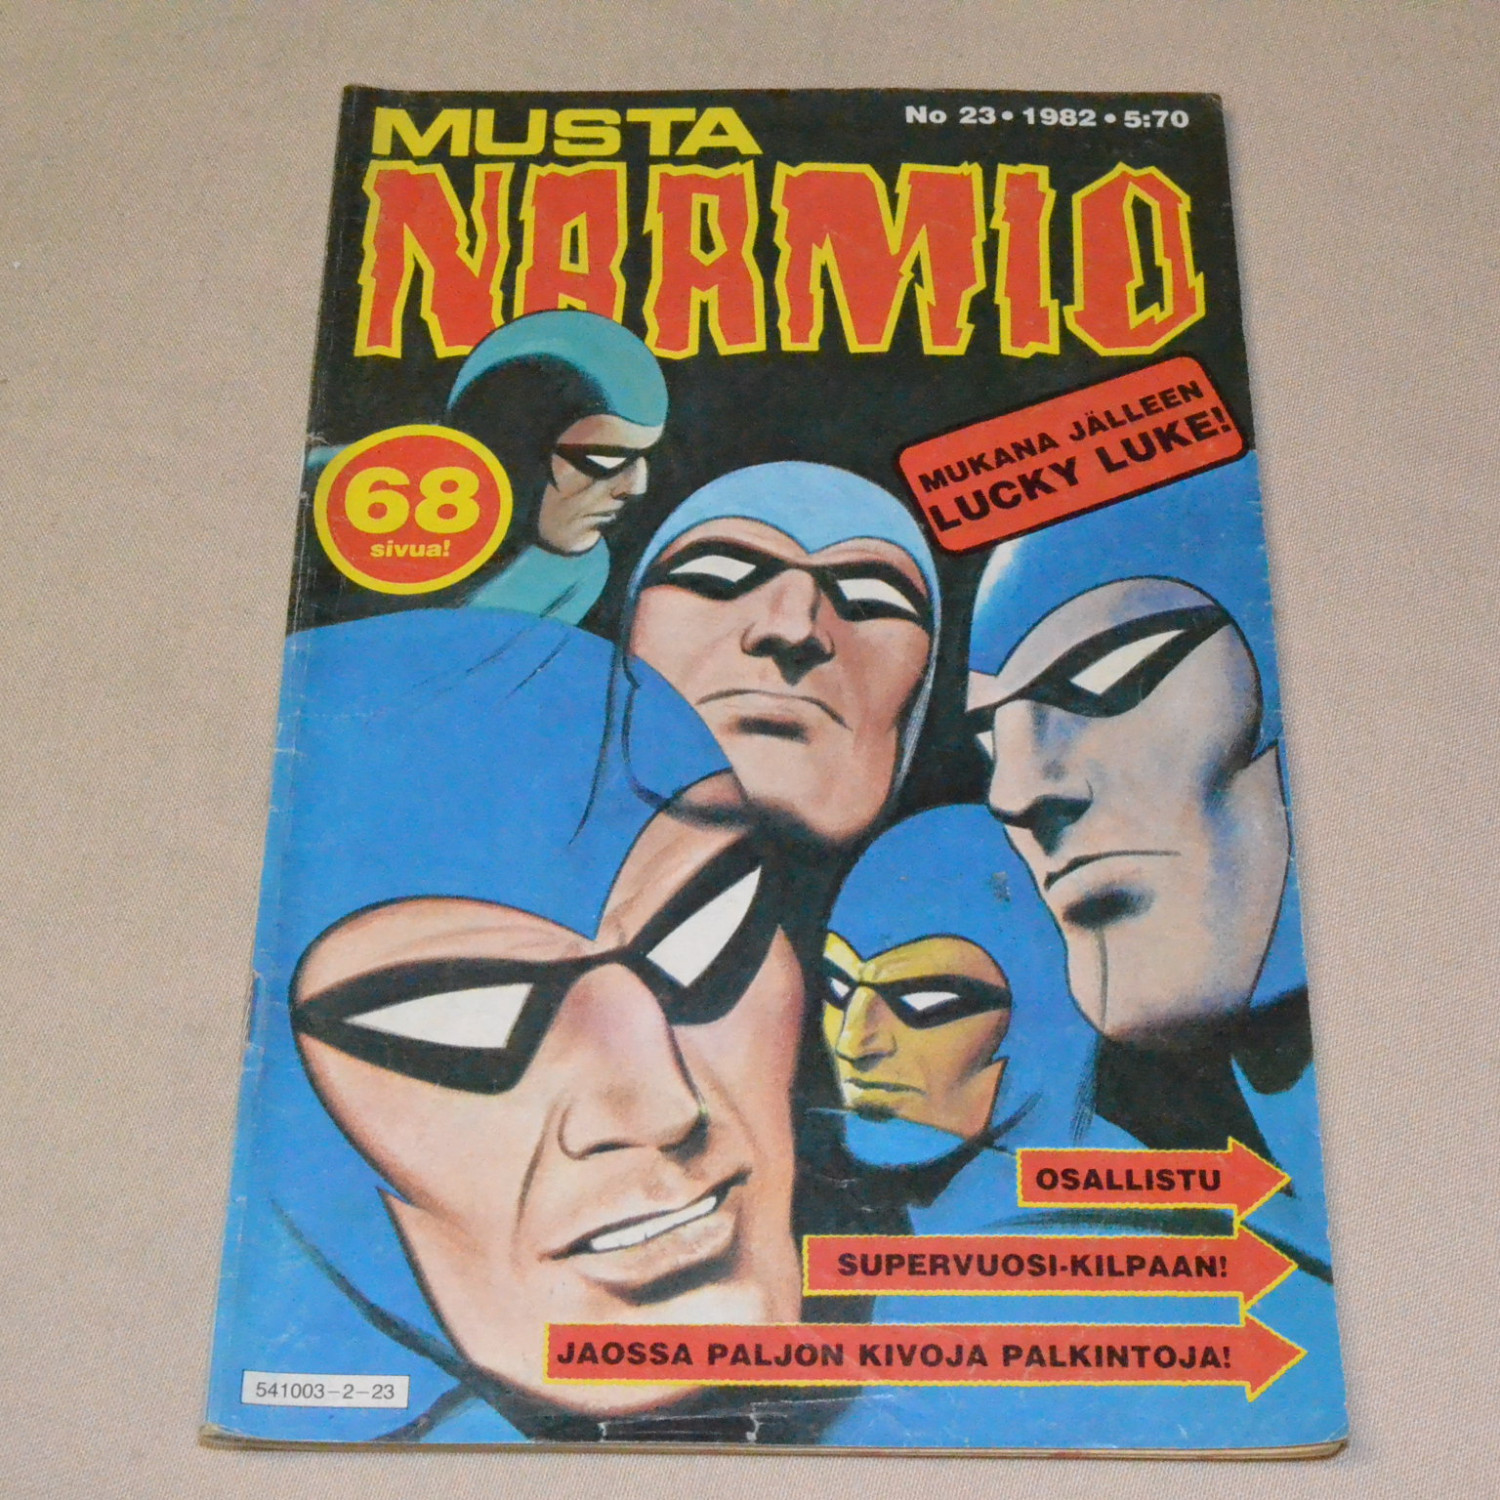 MUSTA
No 23 • 1982 • 5:70
NAAMIO
MUKANA JÄLLEEN
LUCKY LUKE!
68
sivua!
OSALLISTU
SUPERVUOSI-KILPAAN!
JAOSSA PALJON KIVOJA PALKINTOJA!
541003-2-23